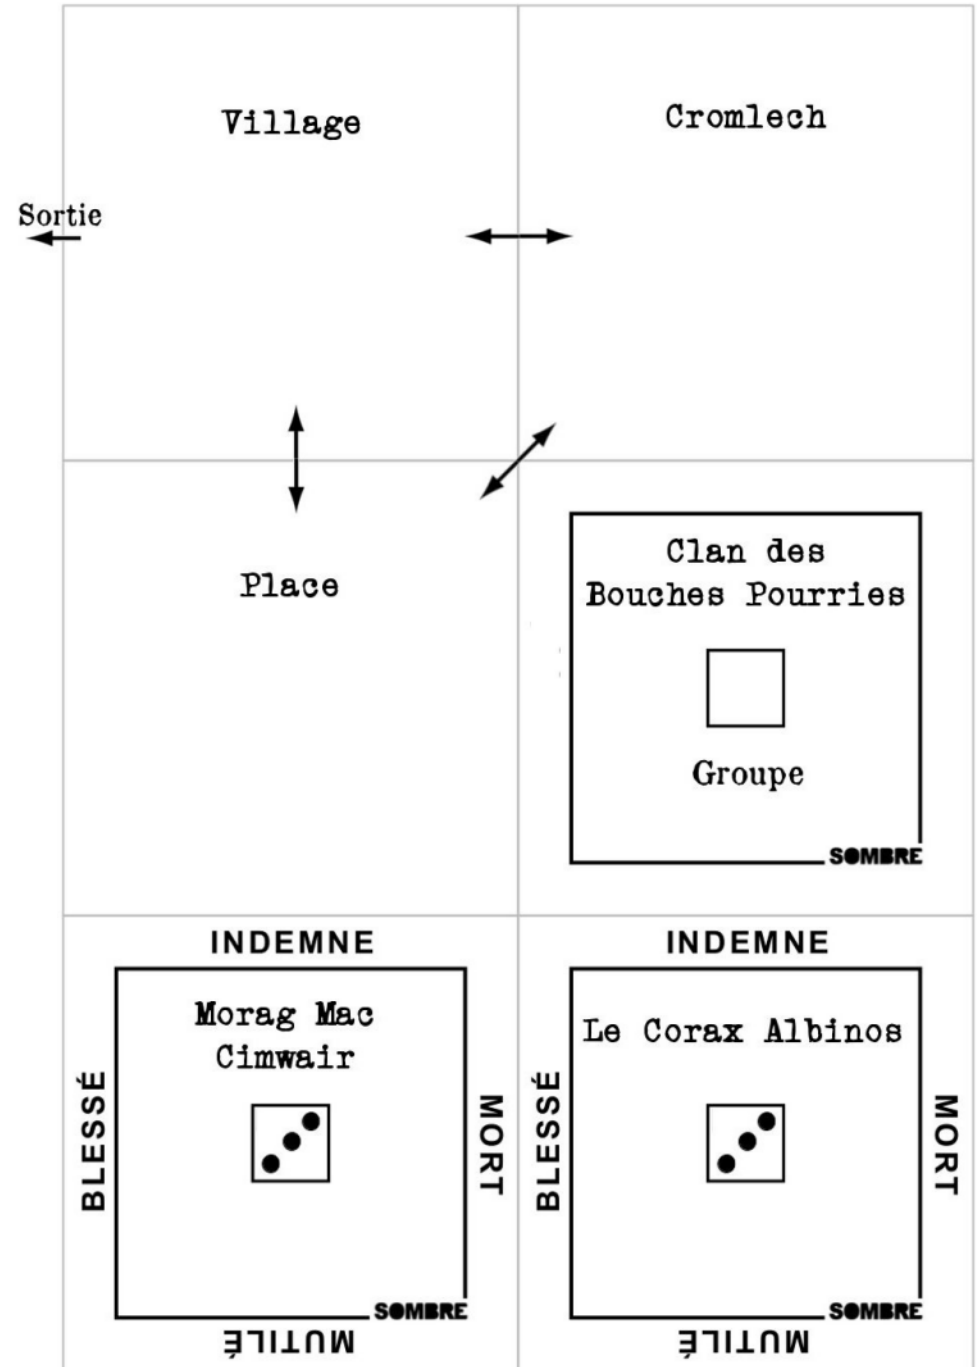 Village
Cromlech
Sortie
Place
Clan des
Bouches Pourries
Groupe
SOMBRE
INDEMNE
Morag Mac
Cimwair
BLESSÉ
MORT
SOMBRE
MUTILÉ
INDEMNE
Le Corax Albinos
BLESSÉ
MORT
SOMBRE
MUTILÉ